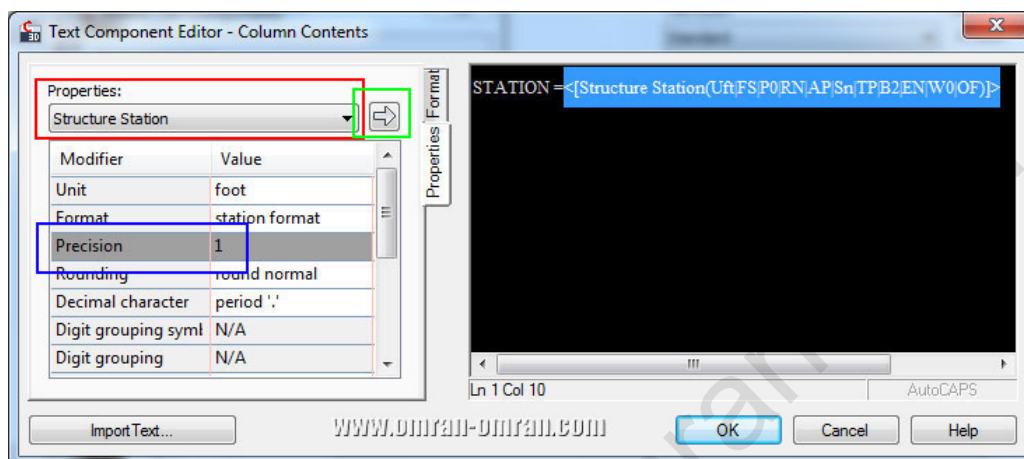 Text Component Editor - Column Contents
Properties:
Structure Station
Modifier Value
Unit foot
Format station format
Precision 1
Rounding round normal
Decimal character period '.'
Digit grouping symb N/A
Digit grouping N/A
Format
Properties
STATION =<[Structure Station(Uft|FS|P0|RN|AP|Sn|TP|B2|EN|W0|OF)]>
Ln 1 Col 10
AutoCAPS
Import Text...
www.omran-omran.com
OK
Cancel
Help